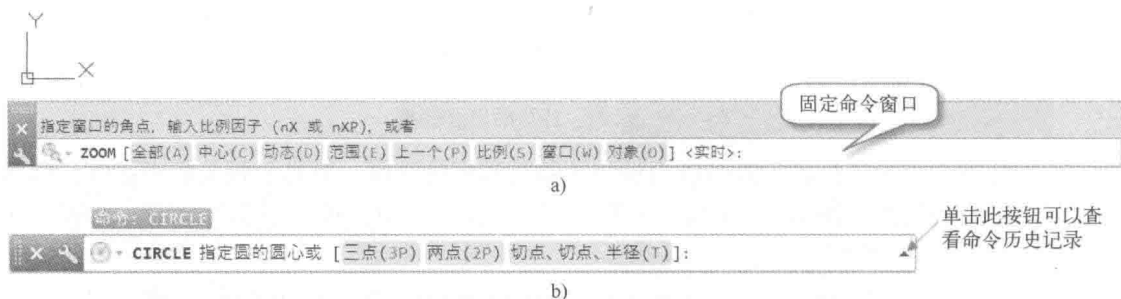 Y
X
固定命令窗口
指定窗口的角点, 输入比例因子 (nX 或 nXP), 或者
ZOOM [全部(A) 中心(C) 动态(D) 范围(E) 上一个(P) 比例(S) 窗口(W) 对象(O)] <实时>:
a)
命令: CIRCLE
CIRCLE 指定圆的圆心或 [三点(3P) 两点(2P) 切点、切点、半径(T)]:
单击此按钮可以查
看命令历史记录
b)